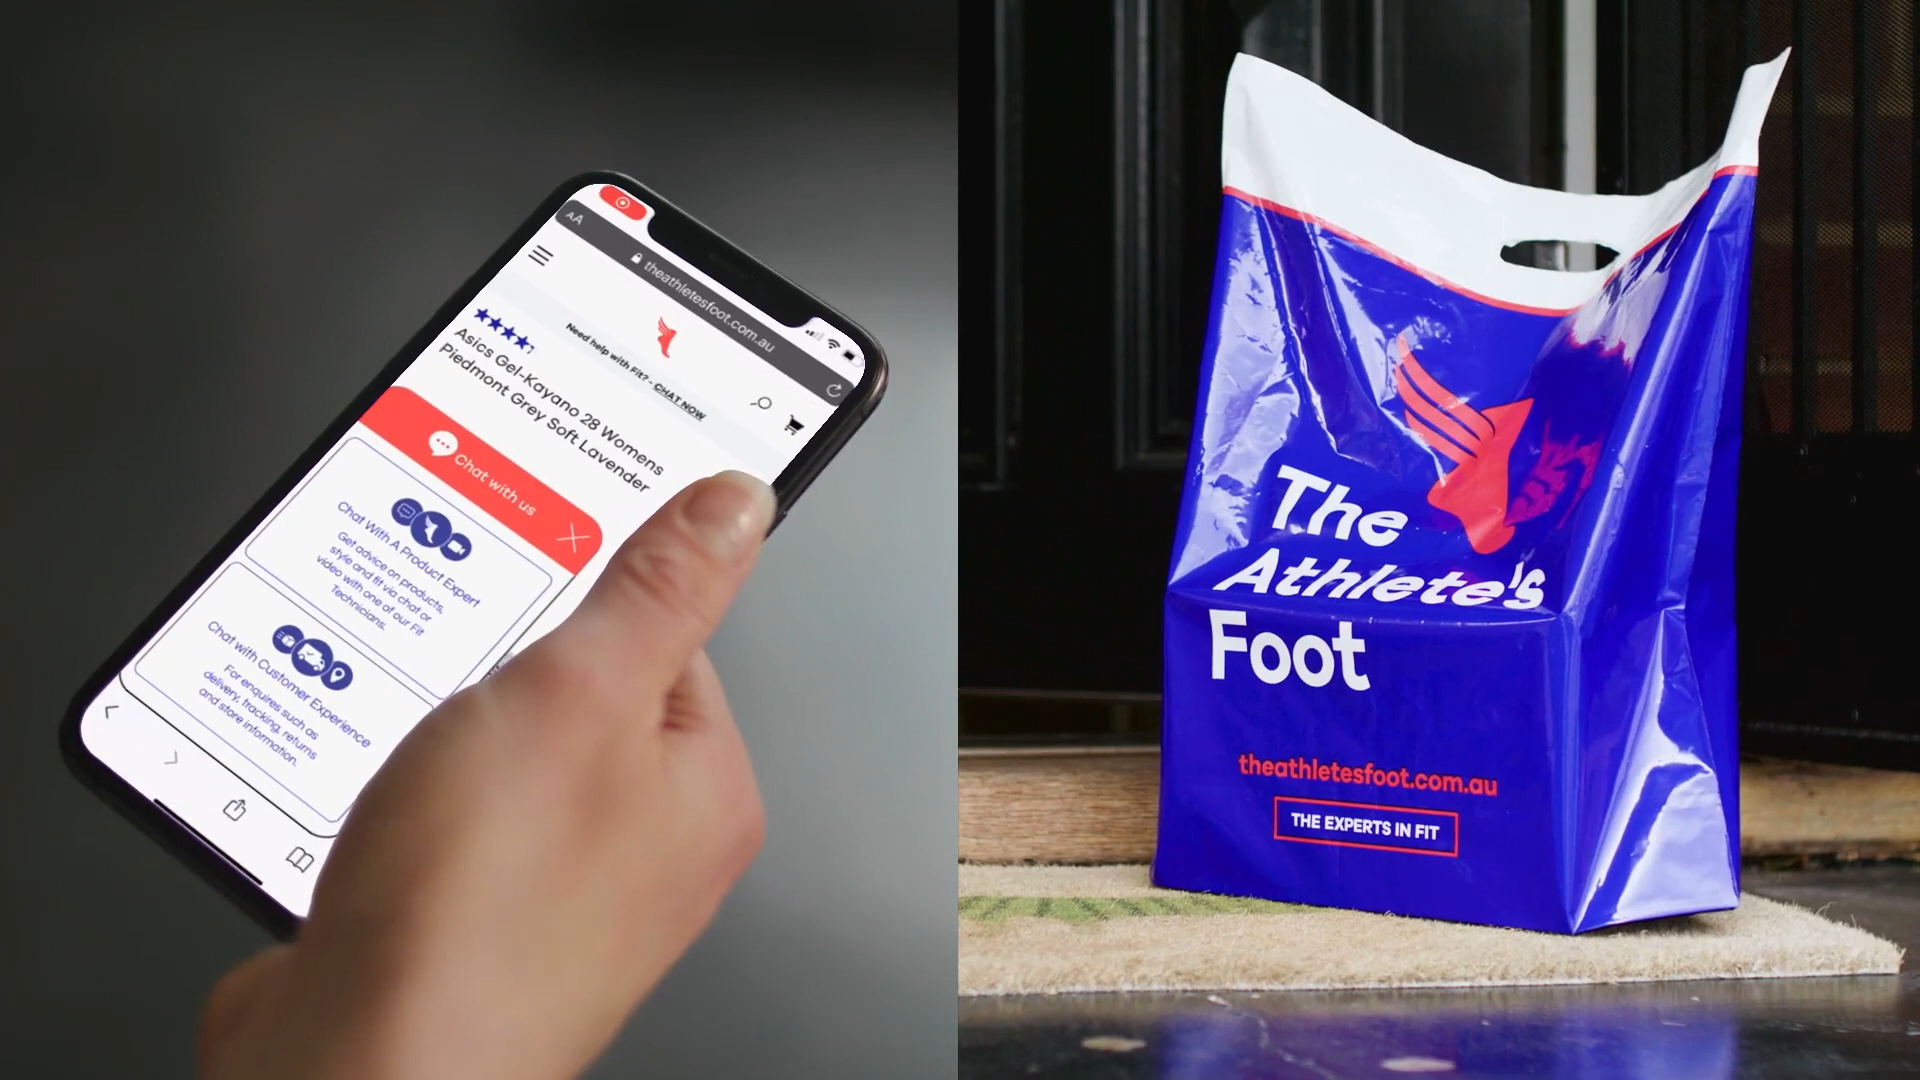 AA
theathletesfoot.com.au
Need help with Fit? - CHAT NOW
Asics Gel-Kayano 28 Womens
Piedmont Grey Soft Lavender
Chat with us
Chat With A Product Expert
Get advice on products,
style and fit via chat or
video with one of our Fit
Technicians.
Chat with Customer Experience
For enquires such as
delivery, tracking, returns
and store information.
The
Athlete's
Foot
theathletesfoot.com.au
THE EXPERTS IN FIT